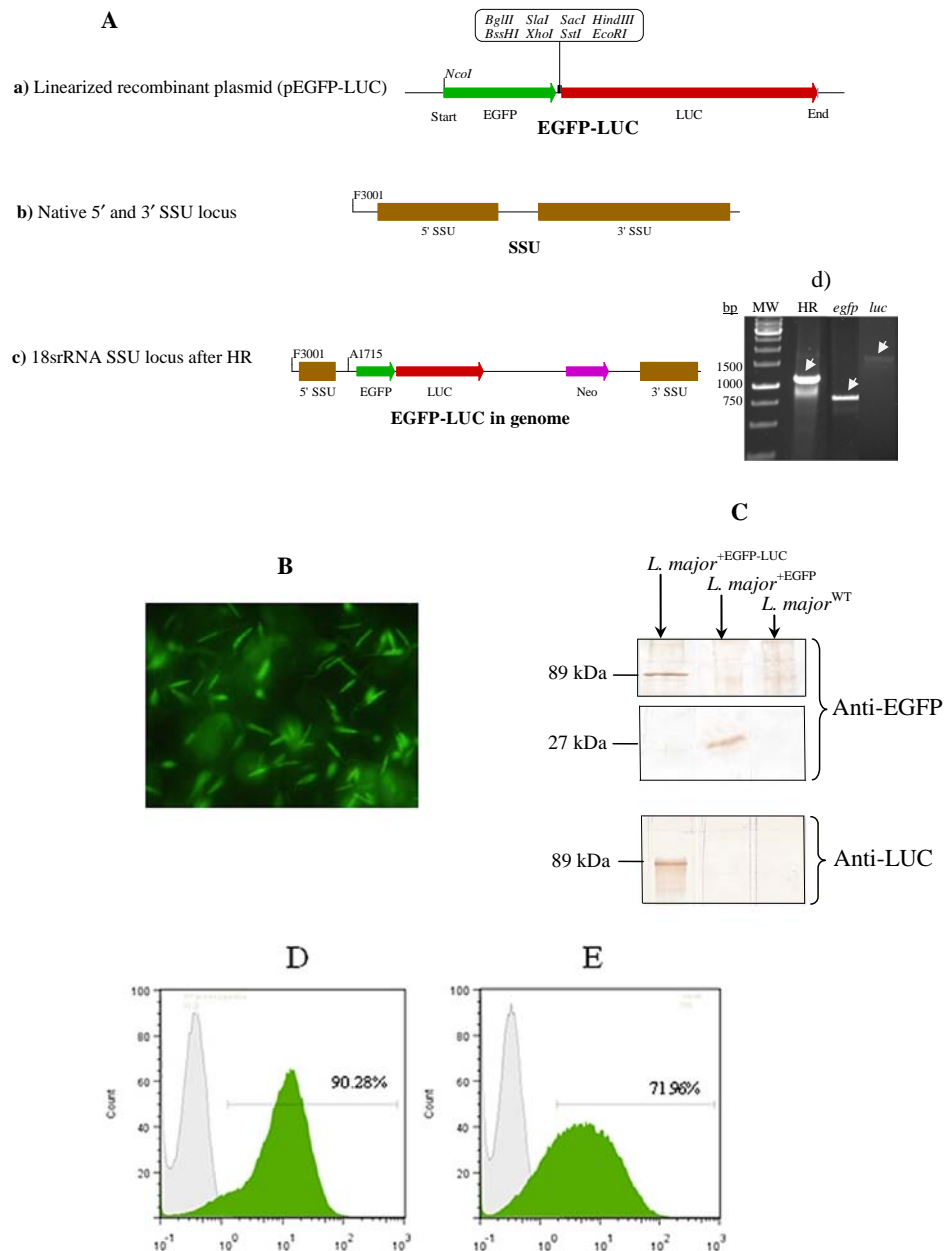 A
BglII SlaI SacI HindIII
BssHI XhoI SstI EcoRI
a) Linearized recombinant plasmid (pEGFP-LUC)
NcoI
Start EGFP LUC End
EGFP-LUC
b) Native 5′ and 3′ SSU locus
F3001
5' SSU 3' SSU
SSU
c) 18srRNA SSU locus after HR
F3001 A1715
5' SSU EGFP LUC Neo 3' SSU
EGFP-LUC in genome
d)
bp MW HR egfp luc
1500
1000
750
B
C
L. major+EGFP-LUC
L. major+EGFP
L. majorWT
89 kDa
27 kDa
Anti-EGFP
89 kDa
Anti-LUC
D
100
80
60
40
20
Count
90.28%
10-1 100 101 102 103
E
100
80
60
40
20
Count
71.96%
10-1 100 101 102 103